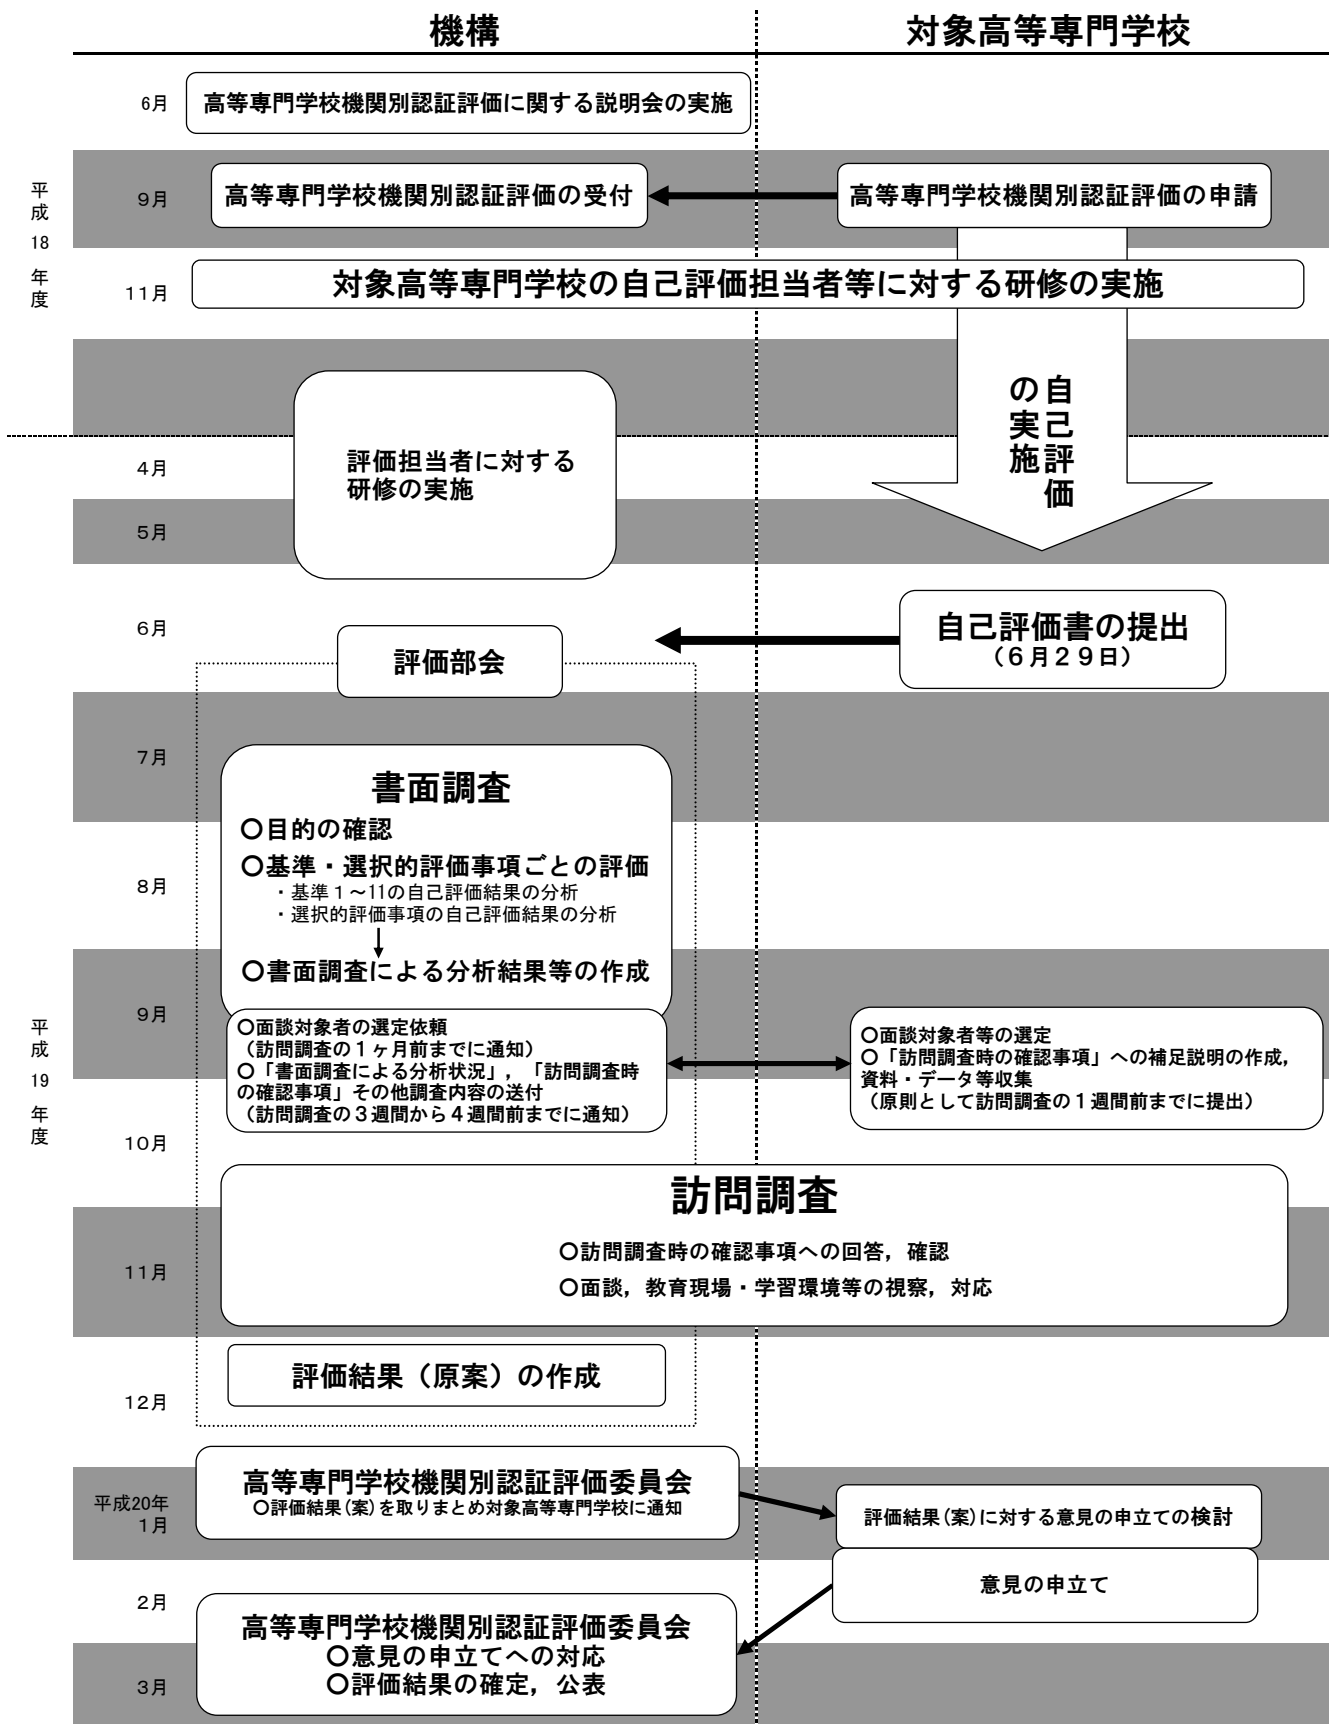 機構
対象高等専門学校
平成18年度
6月
高等専門学校機関別認証評価に関する説明会の実施
9月
高等専門学校機関別認証評価の受付
高等専門学校機関別認証評価の申請
11月
対象高等専門学校の自己評価担当者等に対する研修の実施
自己評価
の実施
平成19年度
4月
評価担当者に対する
研修の実施
5月
6月
自己評価書の提出
（６月２９日）
評価部会
7月
書面調査
〇目的の確認
〇基準・選択的評価事項ごとの評価
・基準１～11の自己評価結果の分析
・選択的評価事項の自己評価結果の分析
〇書面調査による分析結果等の作成
8月
9月
〇面談対象者の選定依頼
（訪問調査の１ヶ月前までに通知）
〇「書面調査による分析状況」，「訪問調査時
の確認事項」その他調査内容の送付
（訪問調査の３週間から４週間前までに通知）
〇面談対象者等の選定
〇「訪問調査時の確認事項」への補足説明の作成，
資料・データ等収集
（原則として訪問調査の１週間前までに提出）
10月
訪問調査
〇訪問調査時の確認事項への回答，確認
〇面談，教育現場・学習環境等の視察，対応
11月
評価結果（原案）の作成
12月
平成20年
1月
高等専門学校機関別認証評価委員会
〇評価結果(案)を取りまとめ対象高等専門学校に通知
評価結果(案)に対する意見の申立ての検討
意見の申立て
2月
高等専門学校機関別認証評価委員会
〇意見の申立てへの対応
〇評価結果の確定，公表
3月